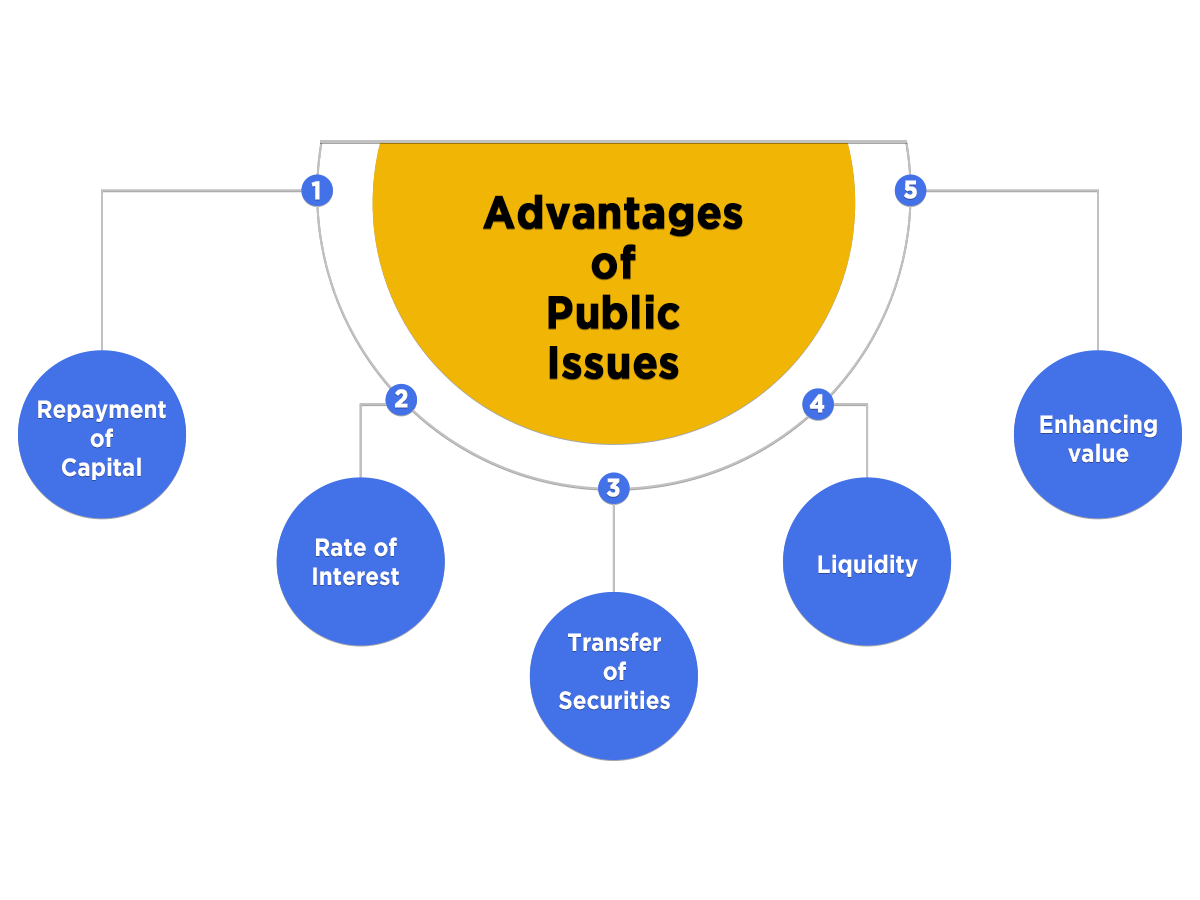 Advantages
of
Public
Issues
1
Repayment
of
Capital
2
Rate of
Interest
3
Transfer
of
Securities
4
Liquidity
5
Enhancing
value